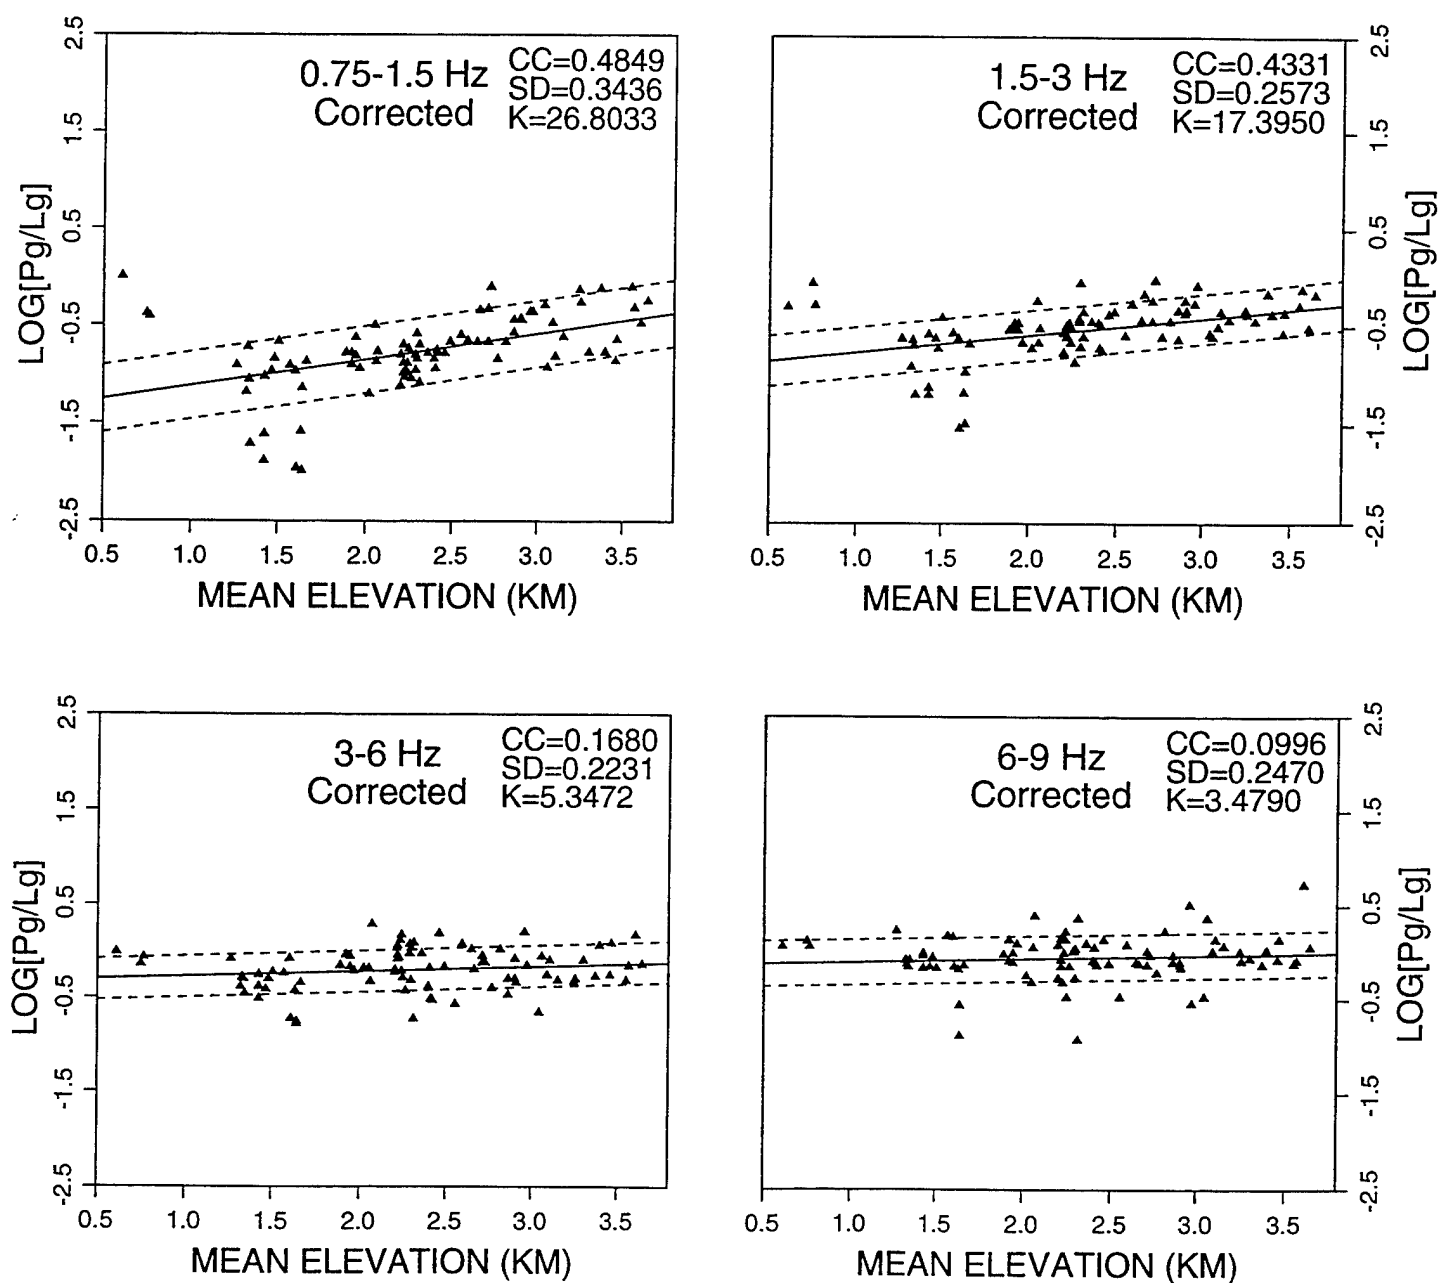 0.75-1.5 Hz
Corrected
CC=0.4849
SD=0.3436
K=26.8033
LOG[Pg/Lg]
2.5
1.5
0.5
-0.5
-1.5
-2.5
0.5 1.0 1.5 2.0 2.5 3.0 3.5
MEAN ELEVATION (KM)
1.5-3 Hz
Corrected
CC=0.4331
SD=0.2573
K=17.3950
2.5
1.5
0.5
-0.5
-1.5
-2.5
LOG[Pg/Lg]
0.5 1.0 1.5 2.0 2.5 3.0 3.5
MEAN ELEVATION (KM)
3-6 Hz
Corrected
CC=0.1680
SD=0.2231
K=5.3472
LOG[Pg/Lg]
2.5
1.5
0.5
-0.5
-1.5
-2.5
0.5 1.0 1.5 2.0 2.5 3.0 3.5
MEAN ELEVATION (KM)
6-9 Hz
Corrected
CC=0.0996
SD=0.2470
K=3.4790
2.5
1.5
0.5
-0.5
-1.5
-2.5
LOG[Pg/Lg]
0.5 1.0 1.5 2.0 2.5 3.0 3.5
MEAN ELEVATION (KM)